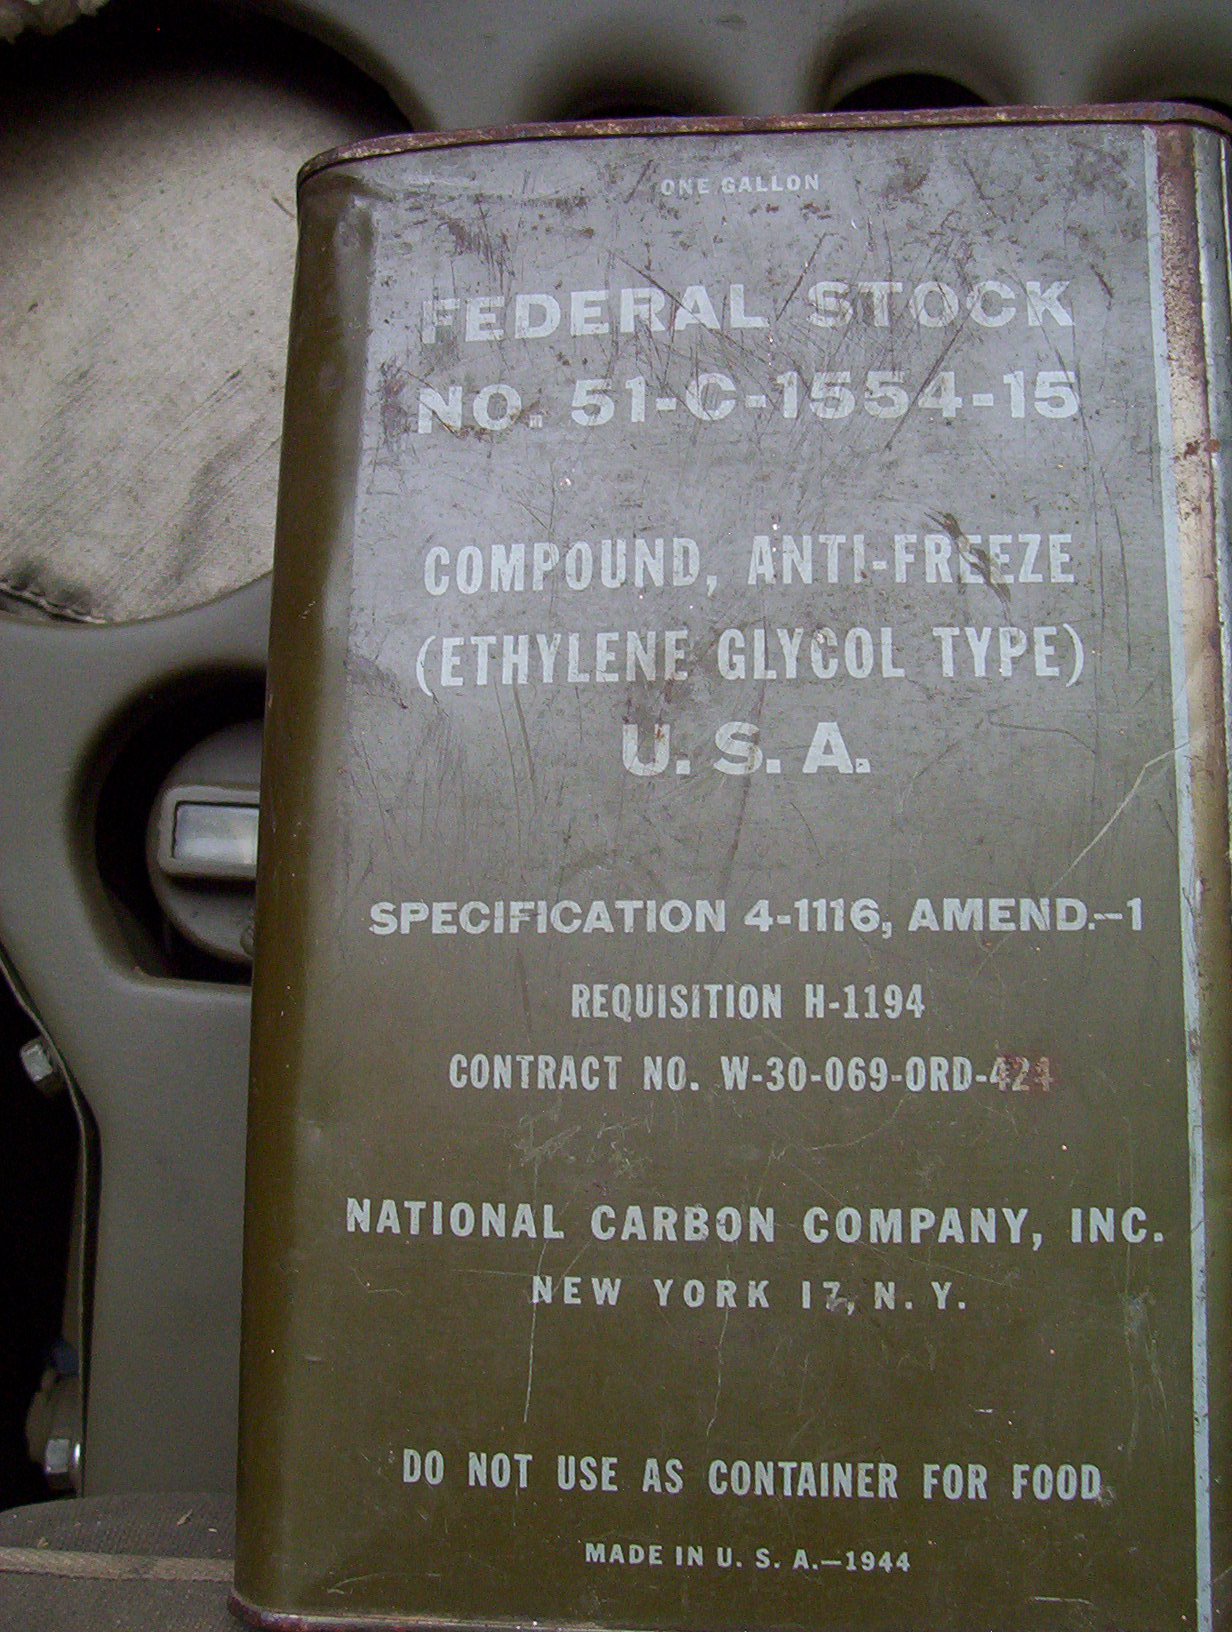 ONE GALLON
FEDERAL STOCK
NO. 51-C-1554-15
COMPOUND, ANTI-FREEZE
(ETHYLENE GLYCOL TYPE)
U. S. A.
SPECIFICATION 4-1116, AMEND.-1
REQUISITION H-1194
CONTRACT NO. W-30-069-ORD-424
NATIONAL CARBON COMPANY, INC.
NEW YORK 17, N. Y.
DO NOT USE AS CONTAINER FOR FOOD
MADE IN U. S. A.—1944